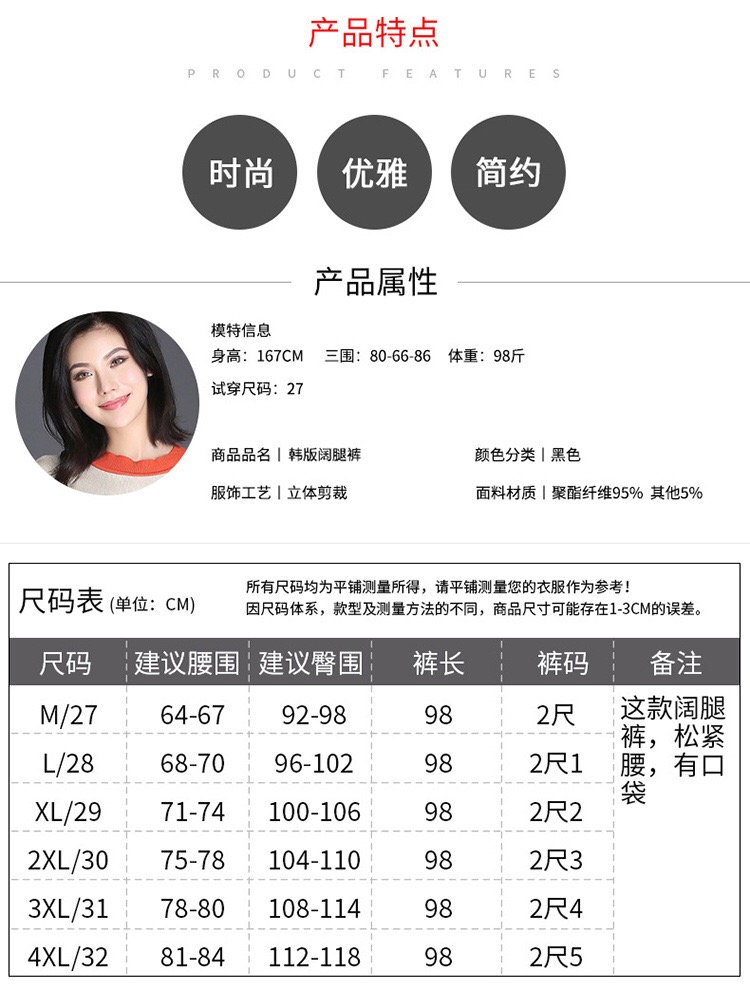 产品特点
PRODUCT FEATURES
时尚 优雅 简约
产品属性
模特信息
身高：167CM 三围：80-66-86 体重：98斤
试穿尺码：27
商品品名丨韩版阔腿裤 颜色分类丨黑色
服饰工艺丨立体剪裁 面料材质丨聚酯纤维95% 其他5%
尺码表 (单位：CM)
所有尺码均为平铺测量所得，请平铺测量您的衣服作为参考！
因尺码体系，款型及测量方法的不同，商品尺寸可能存在1-3CM的误差。
尺码 建议腰围 建议臀围 裤长 裤码 备注
M/27 64-67 92-98 98 2尺
L/28 68-70 96-102 98 2尺1
XL/29 71-74 100-106 98 2尺2
2XL/30 75-78 104-110 98 2尺3
3XL/31 78-80 108-114 98 2尺4
4XL/32 81-84 112-118 98 2尺5
这款阔腿
裤，松紧
腰，有口
袋